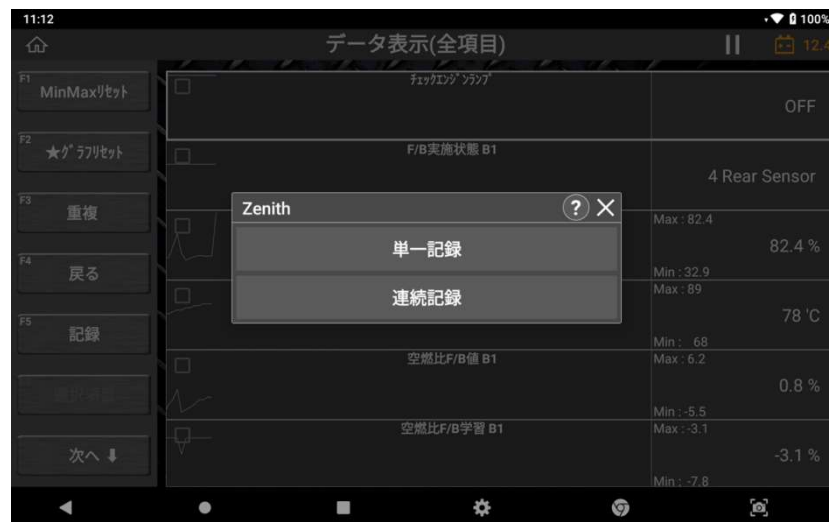 11:12
100%
データ表示(全項目)
12.4
F1
MinMaxﾘｾｯﾄ
F2
★ｸﾞﾗﾌﾘｾｯﾄ
F3
重複
F4
戻る
F5
記録
次へ ⬇
ﾁｪｯｸｴﾝｼﾞﾝﾗﾝﾌﾟ
OFF
F/B実施状態 B1
4 Rear Sensor
Zenith
?
単一記録
連続記録
Max : 82.4
82.4 %
Min : 32.9
Max : 89
78 'C
Min : 68
空燃比F/B値 B1
Max : 6.2
0.8 %
Min : -5.5
空燃比F/B学習 B1
Max : -3.1
-3.1 %
Min : -7.8